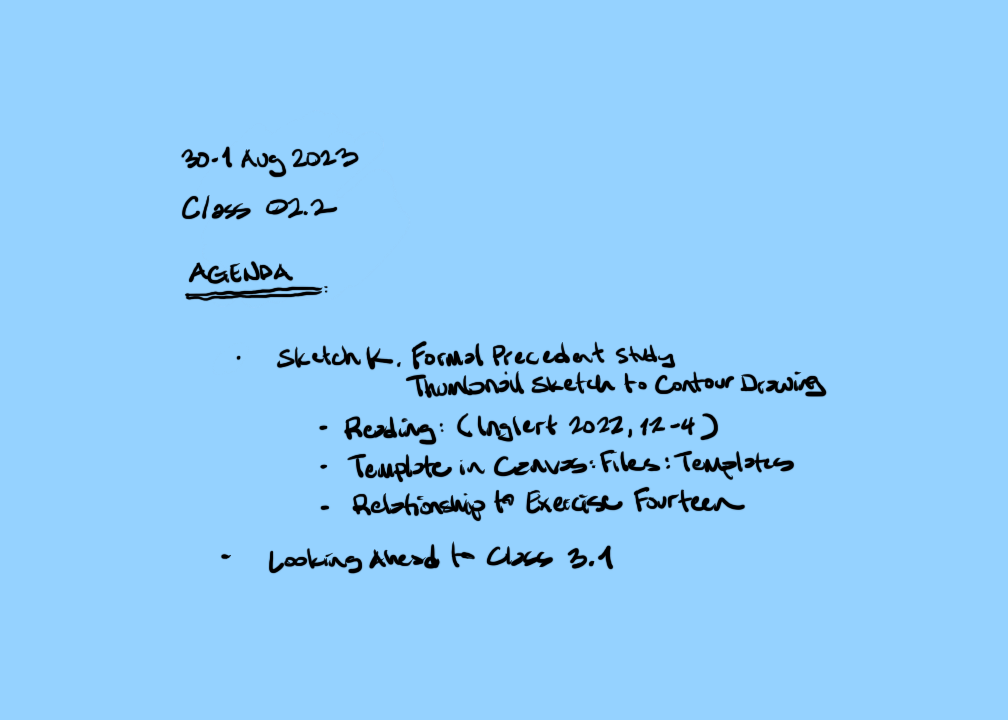 30-1 Aug 2023
Class 02.2
AGENDA
· Sketch K. Formal Precedent Study
Thumbnail Sketch to Contour Drawing
- Reading: (Inglert 2022, 12-4)
- Template in Canvas: Files: Templates
- Relationship to Exercise Fourteen
- Looking Ahead to Class 3.1